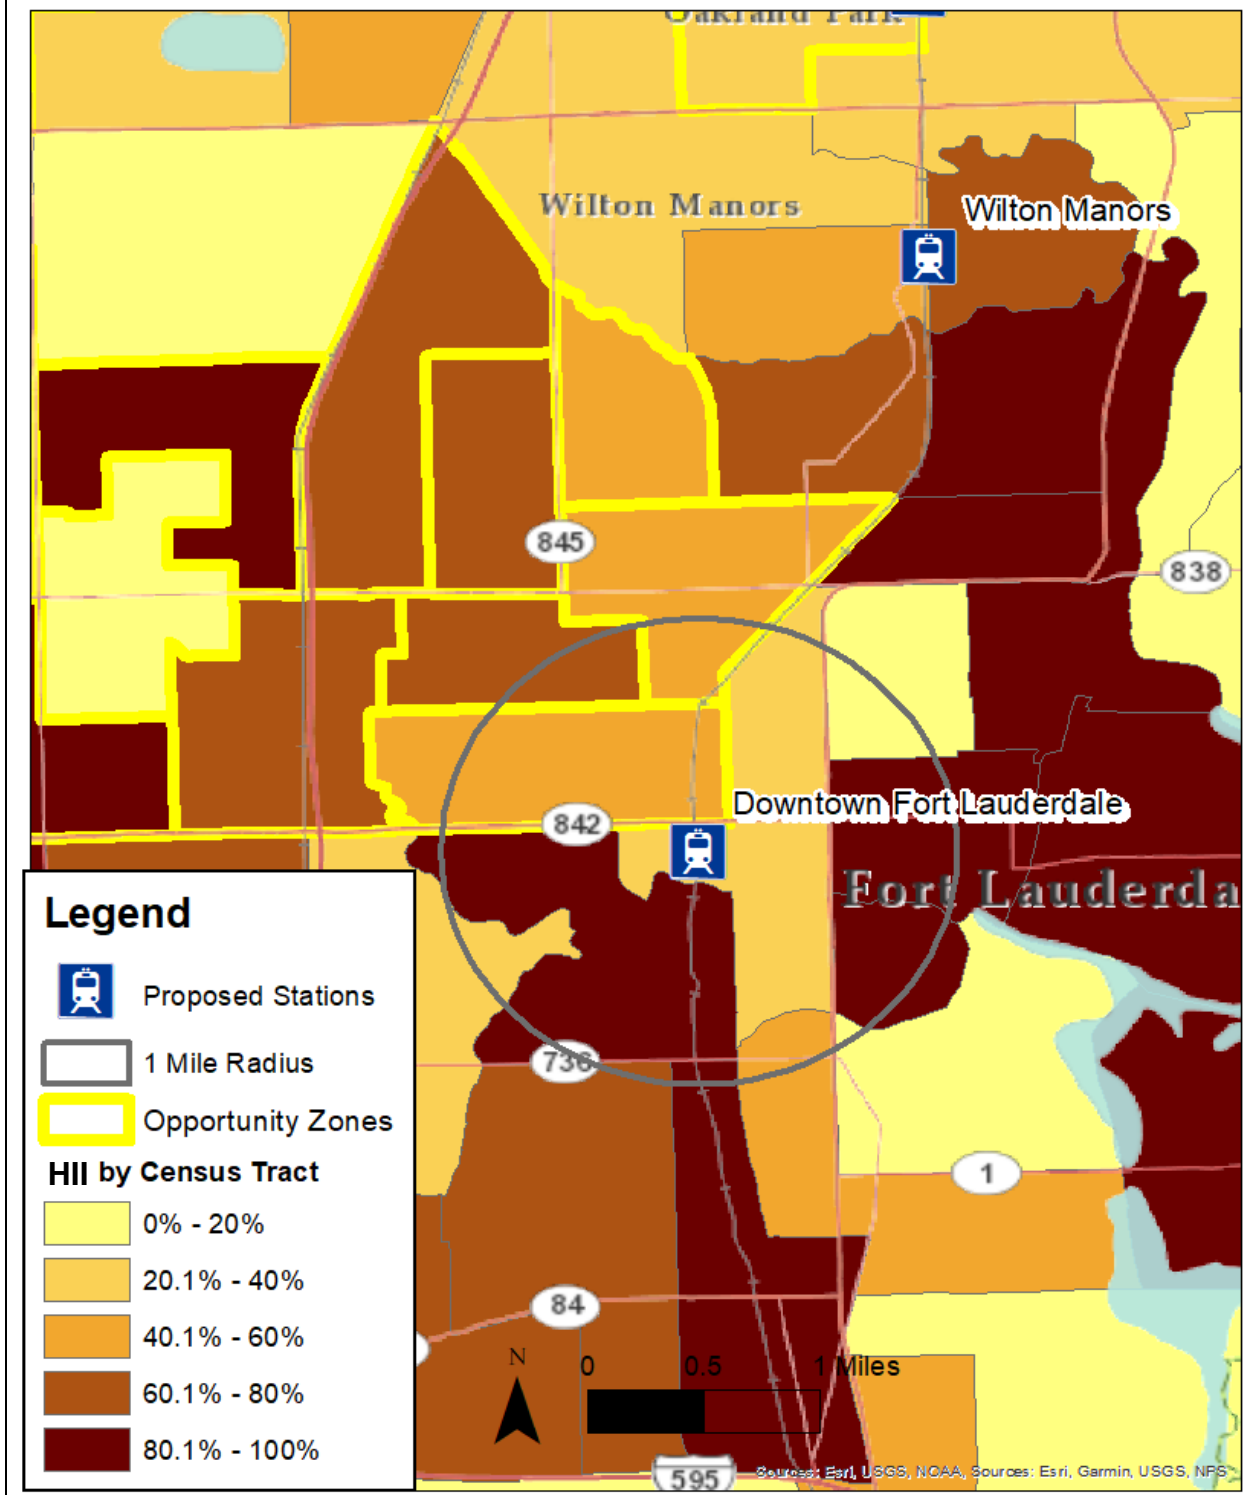 Oakland Park
Wilton Manors
Wilton Manors
845
838
Downtown Fort Lauderdale
842
Fort Lauderda
Legend
Proposed Stations
1 Mile Radius
Opportunity Zones
HII by Census Tract
0% - 20%
20.1% - 40%
40.1% - 60%
60.1% - 80%
80.1% - 100%
736
1
84
N
0 0.5 1 Miles
595
Sources: Esri, USGS, NOAA, Sources: Esri, Garmin, USGS, NPS